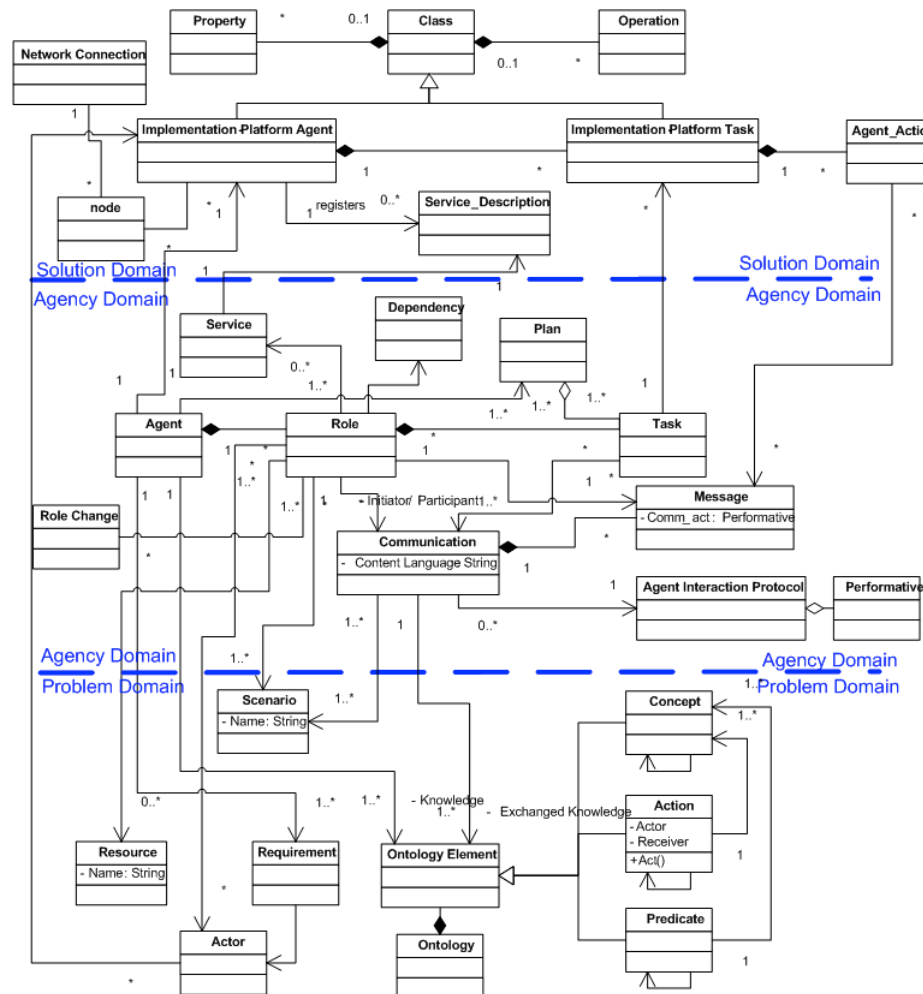 Property
*
0..1
Class
Operation
0..1
*
Network Connection
1
Implementation-Platform Agent
Implementation-Platform Task
Agent_Actio
1
*
1
*
*
node
*
1
registers
1
0..*
Service_Description
*
*
*
1
1
Solution Domain
Solution Domain
Agency Domain
Agency Domain
Service
Dependency
Plan
0..*
1
1
1..*
1..*
1..*
1..*
1
Agent
Role
Task
1
*
*
1
*
*
1
1
1..*
1
1
*
*
Role Change
1..*
*
- Initiator/ Participant
1..*
Message
- Comm_act : Performative
Communication
- Content Language String
*
1
*
Agent Interaction Protocol
Performative
1
1..*
1
0..*
Agency Domain
Agency Domain
Problem Domain
Problem Domain
1..*
1..*
1..*
Scenario
- Name: String
1..*
Concept
0..*
1..*
1..*
- Knowledge
1..*
- Exchanged Knowledge
Action
- Actor
- Receiver
+Act()
1
Resource
- Name: String
Requirement
Ontology Element
*
Predicate
1
Actor
Ontology
*